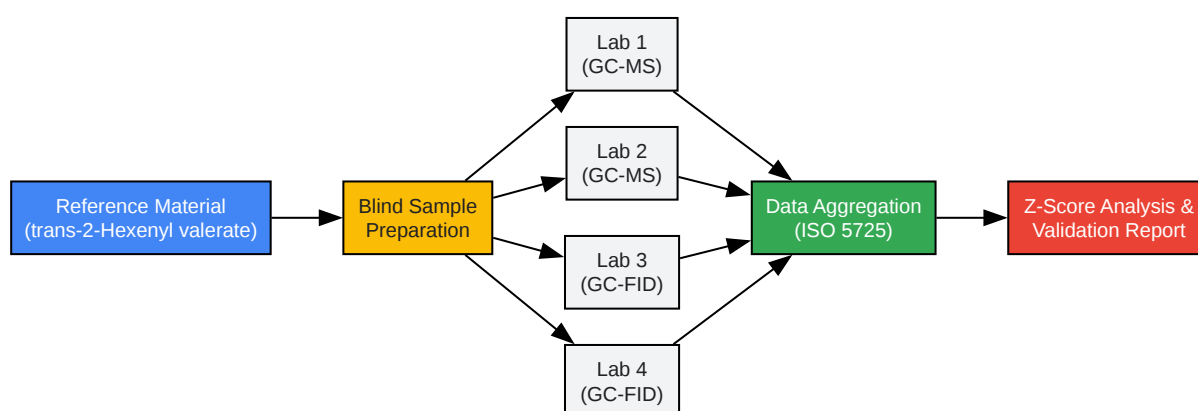 Reference Material
(trans-2-Hexenyl valerate)
Blind Sample
Preparation
Lab 1
(GC-MS)
Lab 2
(GC-MS)
Lab 3
(GC-FID)
Lab 4
(GC-FID)
Data Aggregation
(ISO 5725)
Z-Score Analysis &
Validation Report